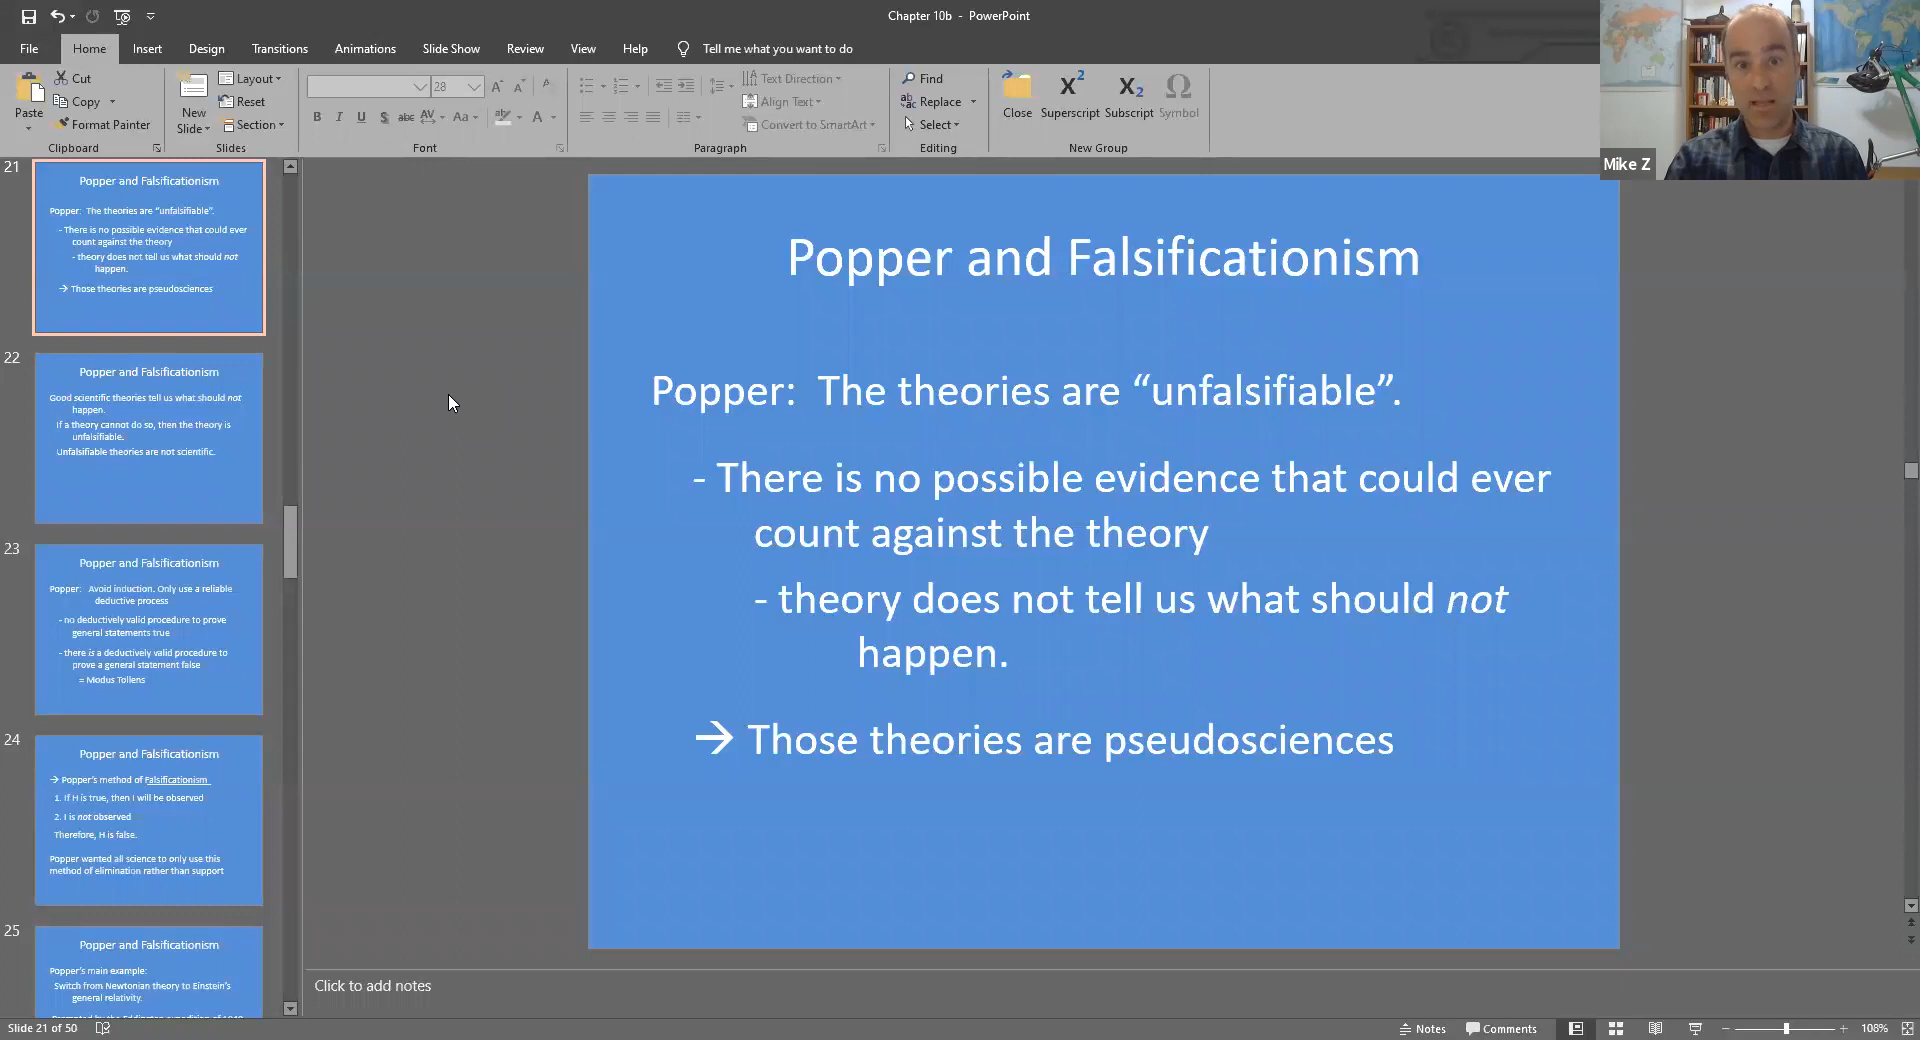 Chapter 10b - PowerPoint
File Home Insert Design Transitions Animations Slide Show Review View Help Tell me what you want to do
Paste
Cut
Copy
Format Painter
Clipboard
New
Slide
Layout
Reset
Section
Slides
28
B I U S abc AV Aa A
Font
Text Direction
Align Text
Convert to SmartArt
Paragraph
Find
Replace
Select
Editing
Close
X² Superscript
X₂ Subscript
Ω Symbol
New Group
Mike Z
21
Popper and Falsificationism
Popper: The theories are “unfalsifiable”.
- There is no possible evidence that could ever
count against the theory
- theory does not tell us what should not
happen.
→ Those theories are pseudosciences
22
Popper and Falsificationism
Good scientific theories tell us what should not
happen.
If a theory cannot do so, then the theory is
unfalsifiable.
Unfalsifiable theories are not scientific.
23
Popper and Falsificationism
Popper: Avoid induction. Only use a reliable
deductive process
- no deductively valid procedure to prove
general statements true
- there is a deductively valid procedure to
prove a general statement false
= Modus Tollens
24
Popper and Falsificationism
→ Popper’s method of Falsificationism
1. If H is true, then I will be observed
2. I is not observed
Therefore, H is false.
Popper wanted all science to only use this
method of elimination rather than support
25
Popper and Falsificationism
Popper’s main example:
Switch from Newtonian theory to Einstein’s
general relativity.
Popper and Falsificationism
Popper: The theories are “unfalsifiable”.
- There is no possible evidence that could ever
count against the theory
- theory does not tell us what should not
happen.
→ Those theories are pseudosciences
Click to add notes
Slide 21 of 50
Notes
Comments
108%